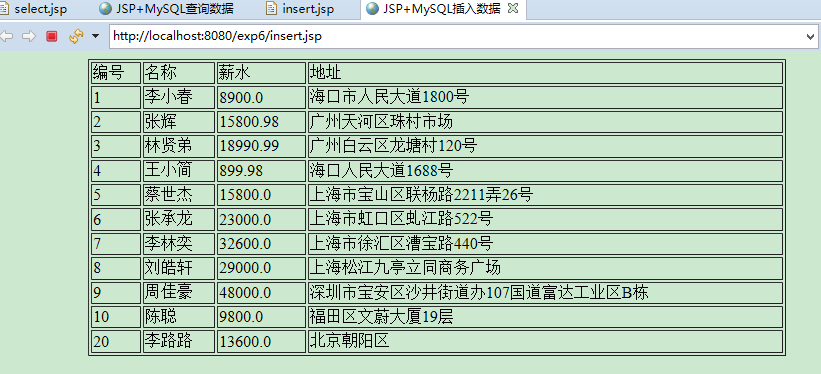 select.jsp JSP+MySQL查询数据 insert.jsp JSP+MySQL插入数据
http://localhost:8080/exp6/insert.jsp
编号 名称 薪水 地址
1 李小春 8900.0 海口市人民大道1800号
2 张辉 15800.98 广州天河区珠村市场
3 林贤弟 18990.99 广州白云区龙塘村120号
4 王小简 899.98 海口人民大道1688号
5 蔡世杰 15800.0 上海市宝山区联杨路2211弄26号
6 张承龙 23000.0 上海市虹口区虬江路522号
7 李林奕 32600.0 上海市徐汇区漕宝路440号
8 刘皓轩 29000.0 上海松江九亭立同商务广场
9 周佳豪 48000.0 深圳市宝安区沙井街道办107国道富达工业区B栋
10 陈聪 9800.0 福田区文蔚大厦19层
20 李路路 13600.0 北京朝阳区